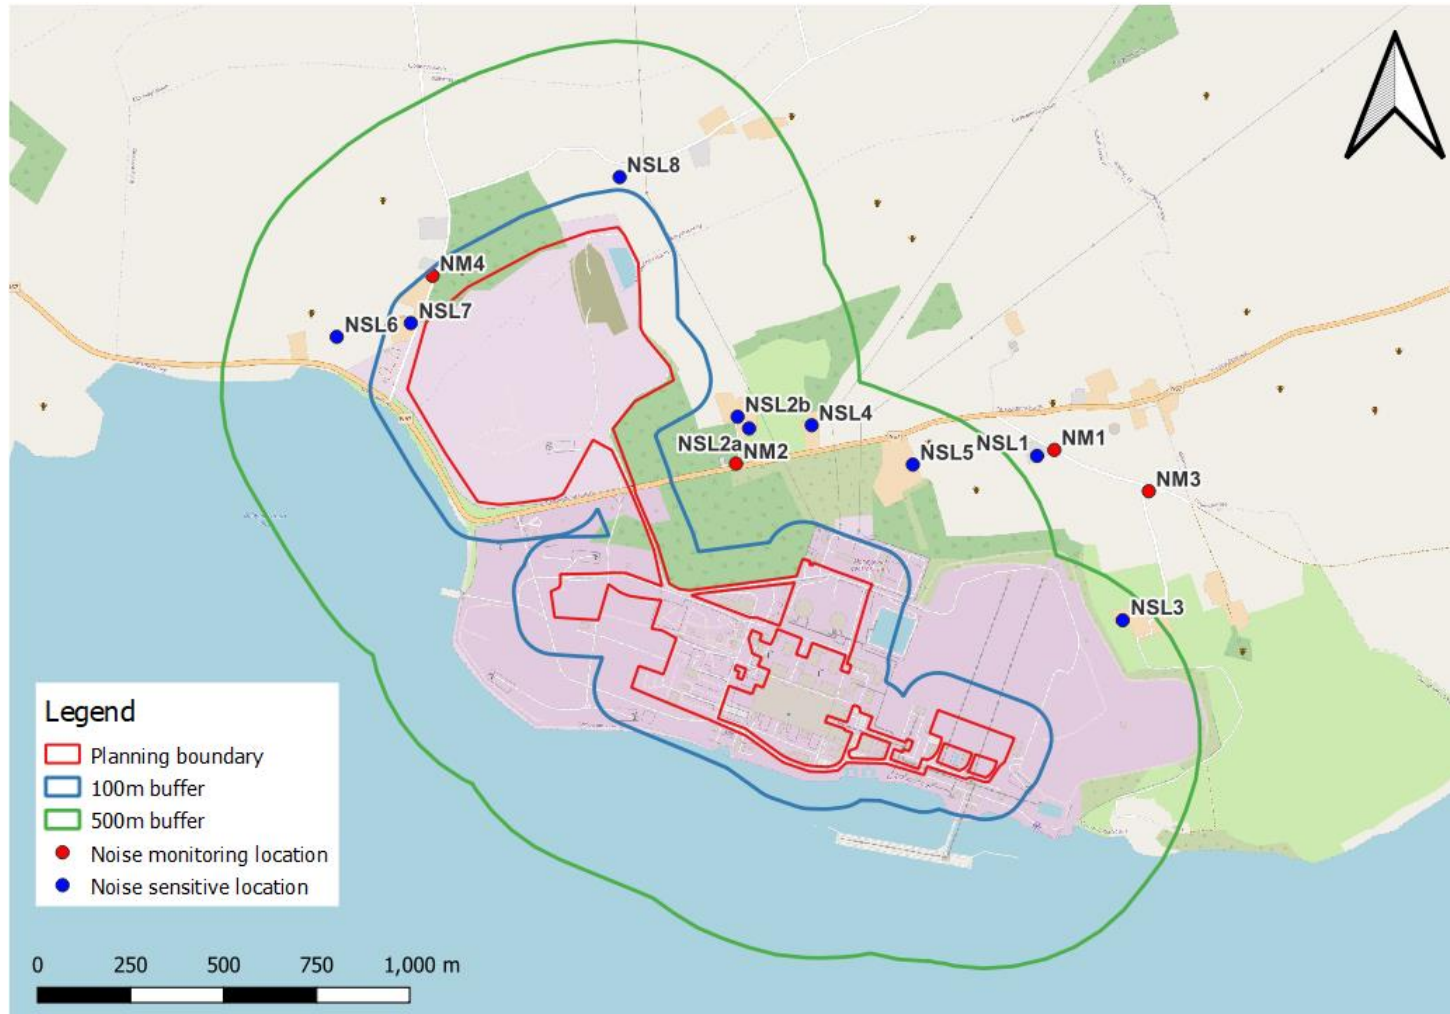 NSL8
NM4
NSL7
NSL6
NSL2b
NSL4
NSL2a
NM2
NSL5
NSL1
NM1
NM3
NSL3
Legend
Planning boundary
100m buffer
500m buffer
Noise monitoring location
Noise sensitive location
0 250 500 750 1,000 m